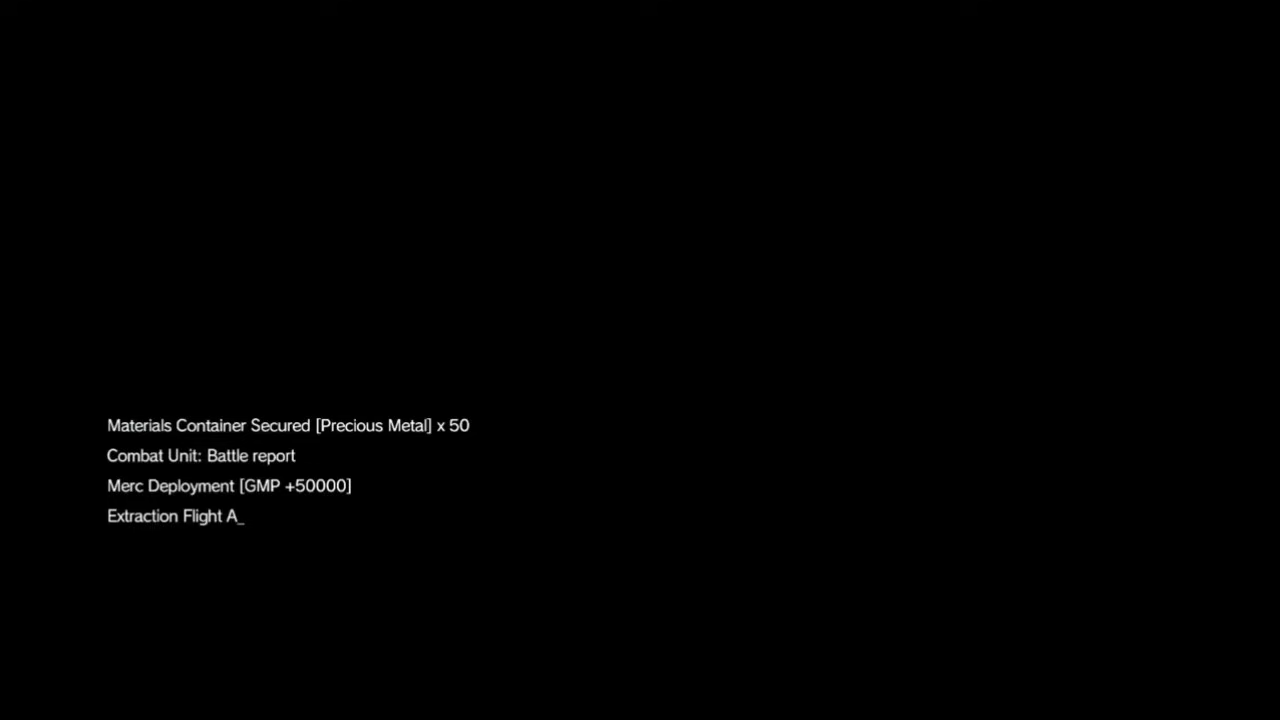 Materials Container Secured [Precious Metal] x 50
Combat Unit: Battle report
Merc Deployment [GMP +50000]
Extraction Flight A_